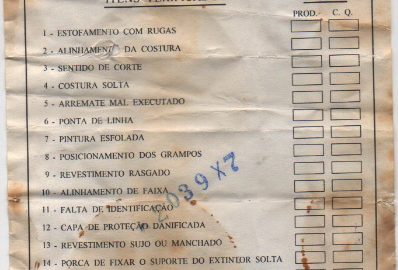 PROD. C. Q.
1 - ESTOFAMENTO COM RUGAS
2 - ALINHAMENTO DA COSTURA
3 - SENTIDO DE CORTE
4 - COSTURA SOLTA
5 - ARREMATE MAL EXECUTADO
6 - PONTA DE LINHA
7 - PINTURA ESFOLADA
8 - POSICIONAMENTO DOS GRAMPOS
9 - REVESTIMENTO RASGADO
10 - ALINHAMENTO DE FAIXA
11 - FALTA DE IDENTIFICAÇÃO
12 - CAPA DE PROTEÇÃO DANIFICADA
13 - REVESTIMENTO SUJO OU MANCHADO
14 - PORCA DE FIXAR O SUPORTE DO EXTINTOR SOLTA